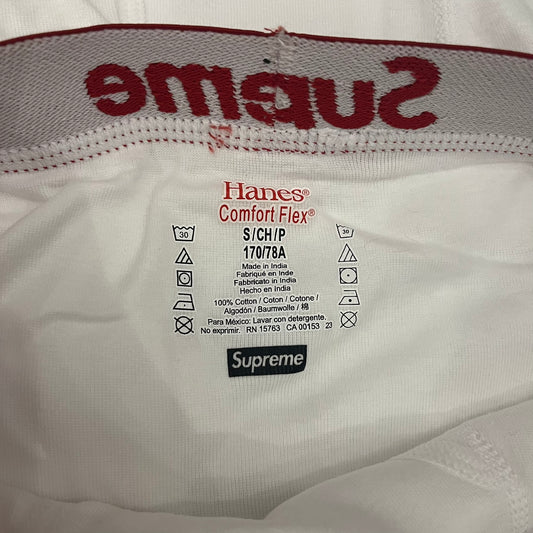 Supreme
Hanes®
Comfort Flex®
30 S/CH/P 30
170/78A
Made in India
Fabriqué en Inde
Fabbricato in India
Hecho en India
100% Cotton / Coton / Cotone /
Algodón / Baumwolle / 棉
Para México: Lavar con detergente.
No exprimir. RN 15763 CA 00153 23
Supreme